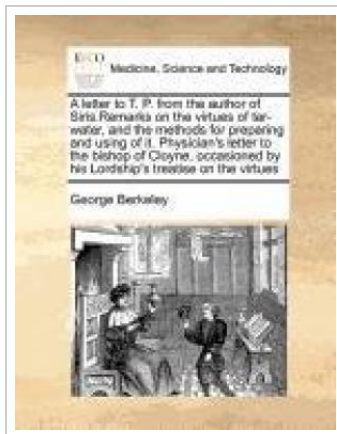 ECCO
Medicine, Science and Technology
A letter to T. P. from the author of
Siris.Remarks on the virtues of tar-
water, and the methods for preparing
and using of it. Physician's letter to
the bishop of Cloyne, occasioned by
his Lordship's treatise on the virtues
George Berkeley